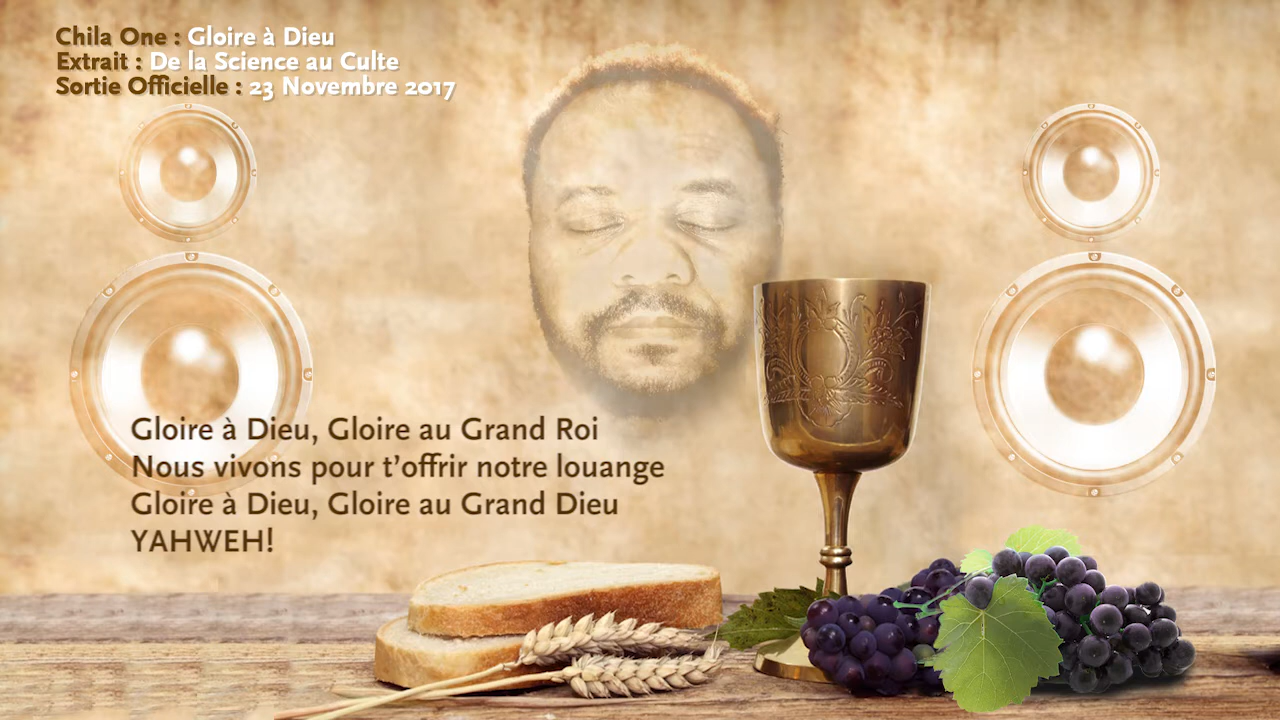 Chila One : Gloire à Dieu
Extrait : De la Science au Culte
Sortie Officielle : 23 Novembre 2017
Gloire à Dieu, Gloire au Grand Roi
Nous vivons pour t’offrir notre louange
Gloire à Dieu, Gloire au Grand Dieu
YAHWEH!